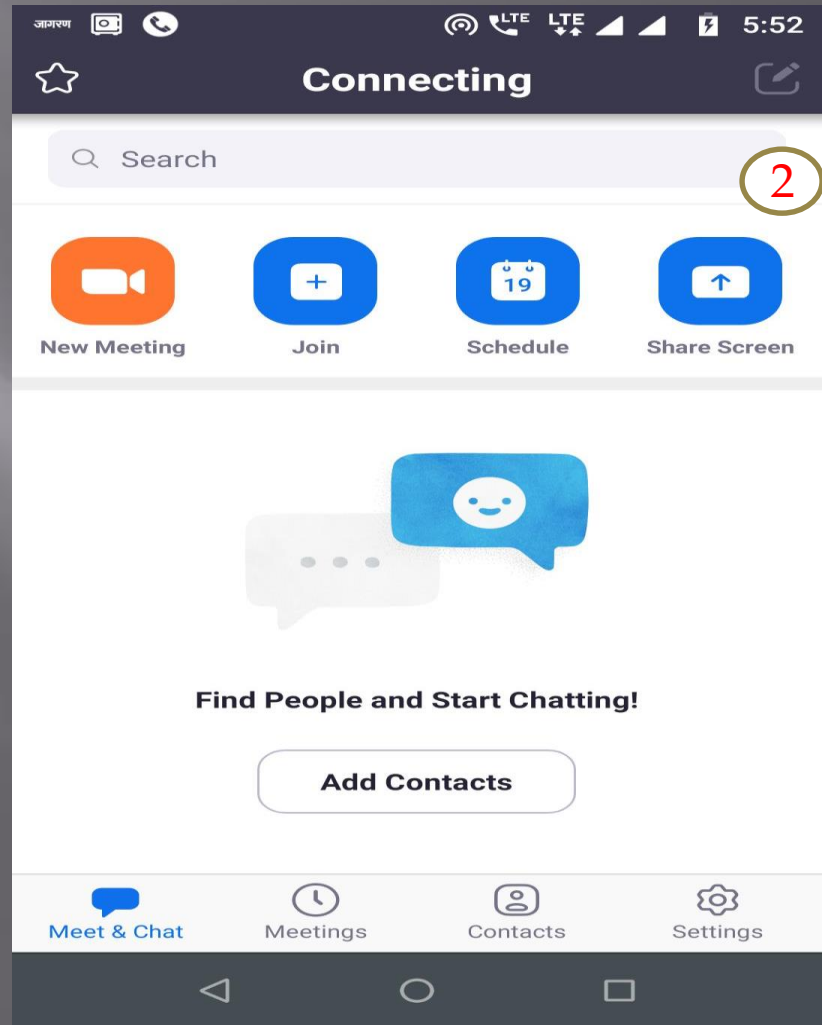 जागरण LTE LTE 5:52
Connecting
Search
2
19
New Meeting Join Schedule Share Screen
Find People and Start Chatting!
Add Contacts
Meet & Chat Meetings Contacts Settings